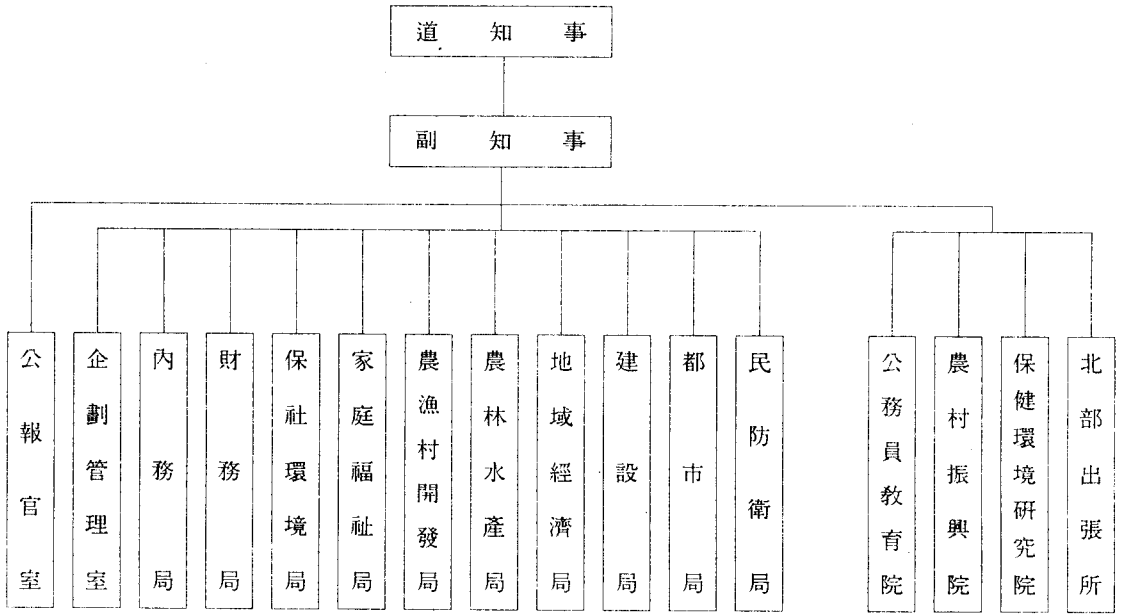 道知事
副知事
公報官室
企劃管理室
內務局
財務局
保社環境局
家庭福祉局
農漁村開發局
農林水產局
地域經濟局
建設局
都市局
民防衛局
公務員敎育院
農村振興院
保健環境硏究院
北部出張所